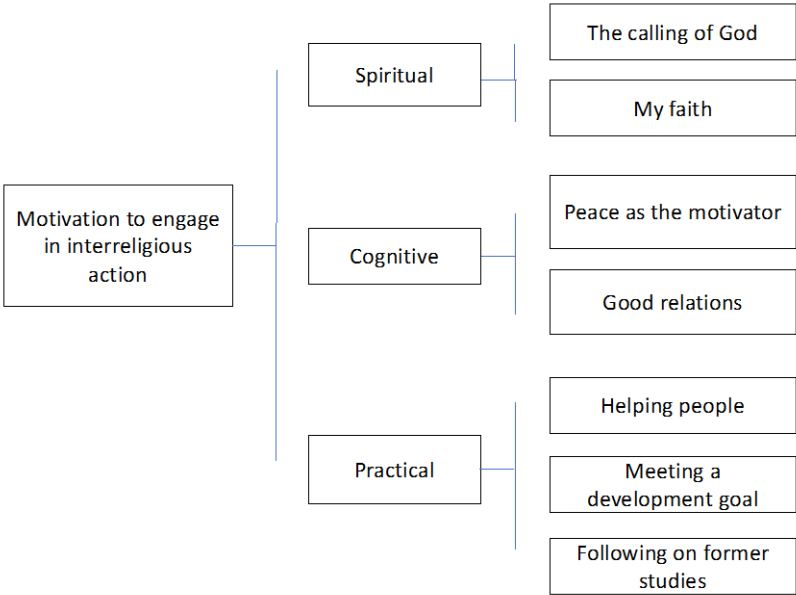 Motivation to engage
in interreligious
action
Spiritual
The calling of God
My faith
Cognitive
Peace as the motivator
Good relations
Practical
Helping people
Meeting a
development goal
Following on former
studies